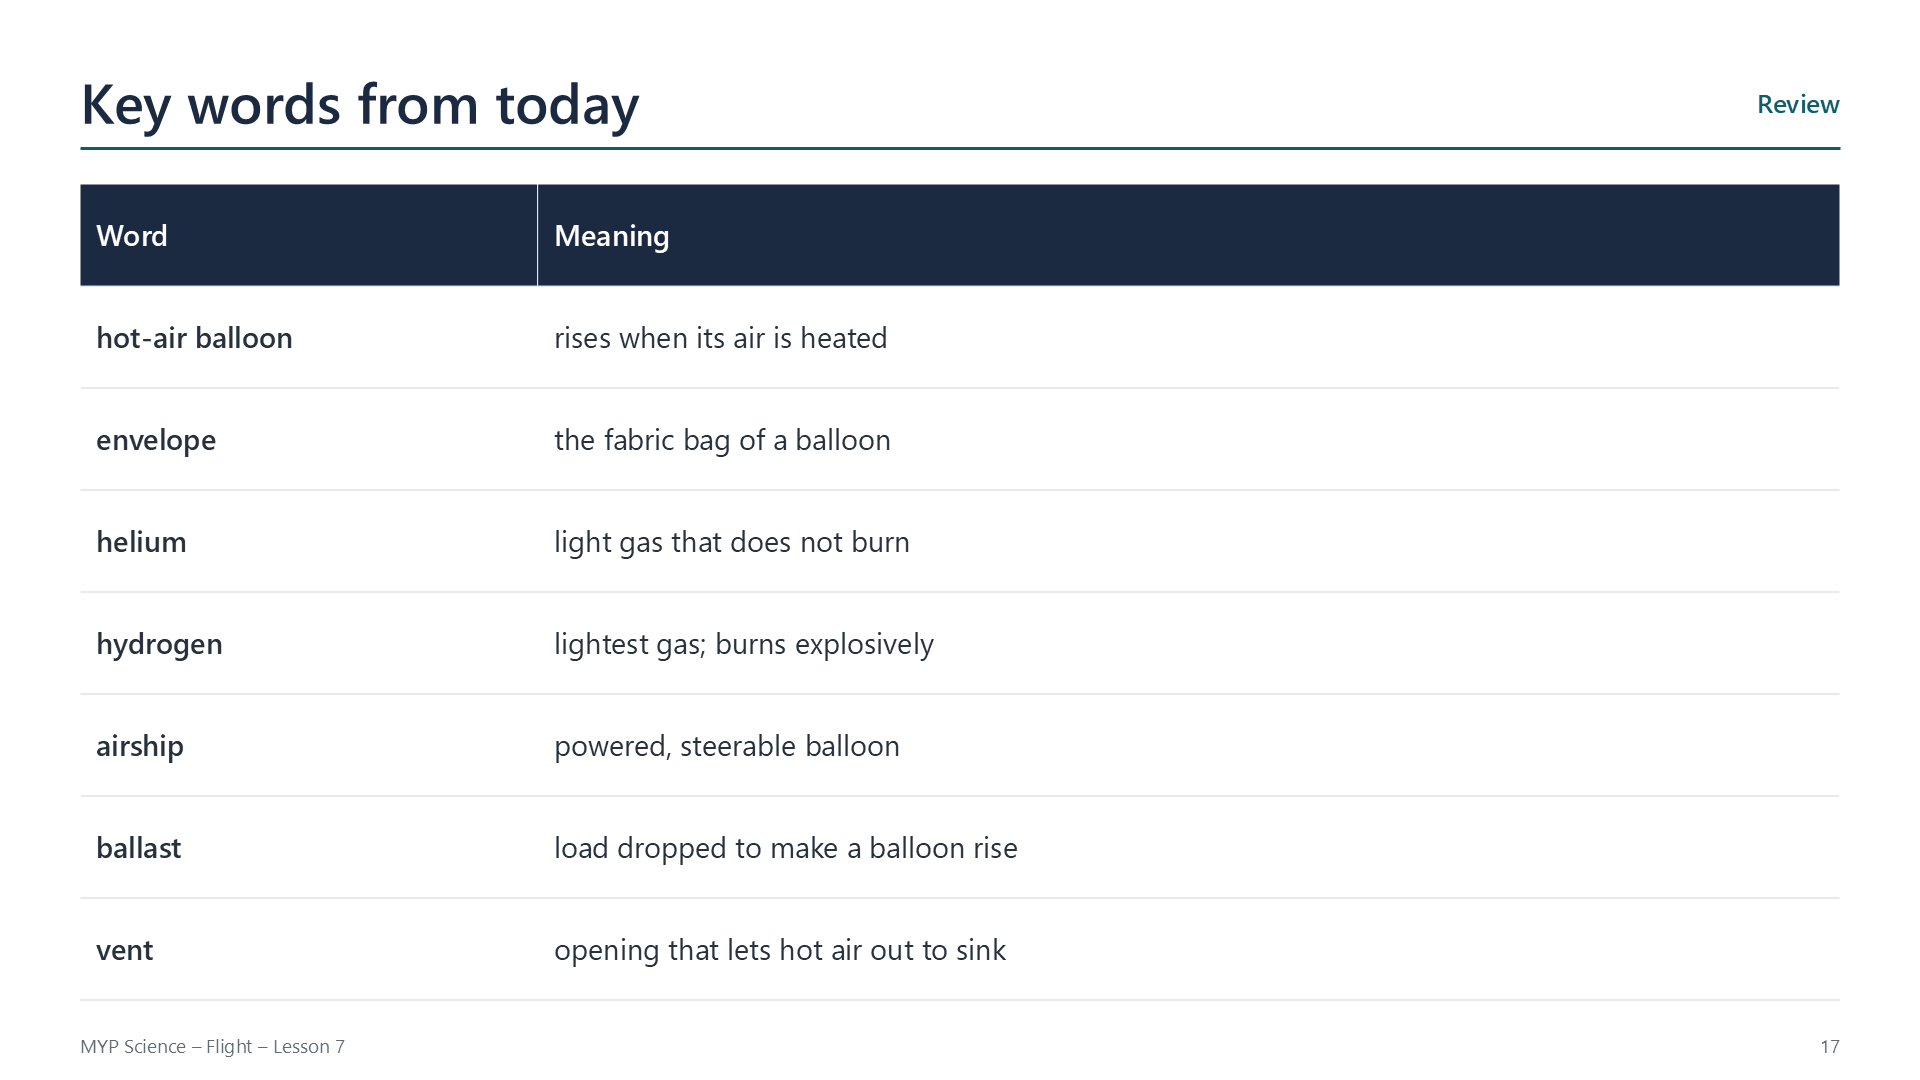 Key words from today
Review
Word
Meaning
hot-air balloon
rises when its air is heated
envelope
the fabric bag of a balloon
helium
light gas that does not burn
hydrogen
lightest gas; burns explosively
airship
powered, steerable balloon
ballast
load dropped to make a balloon rise
vent
opening that lets hot air out to sink
MYP Science – Flight – Lesson 7
17